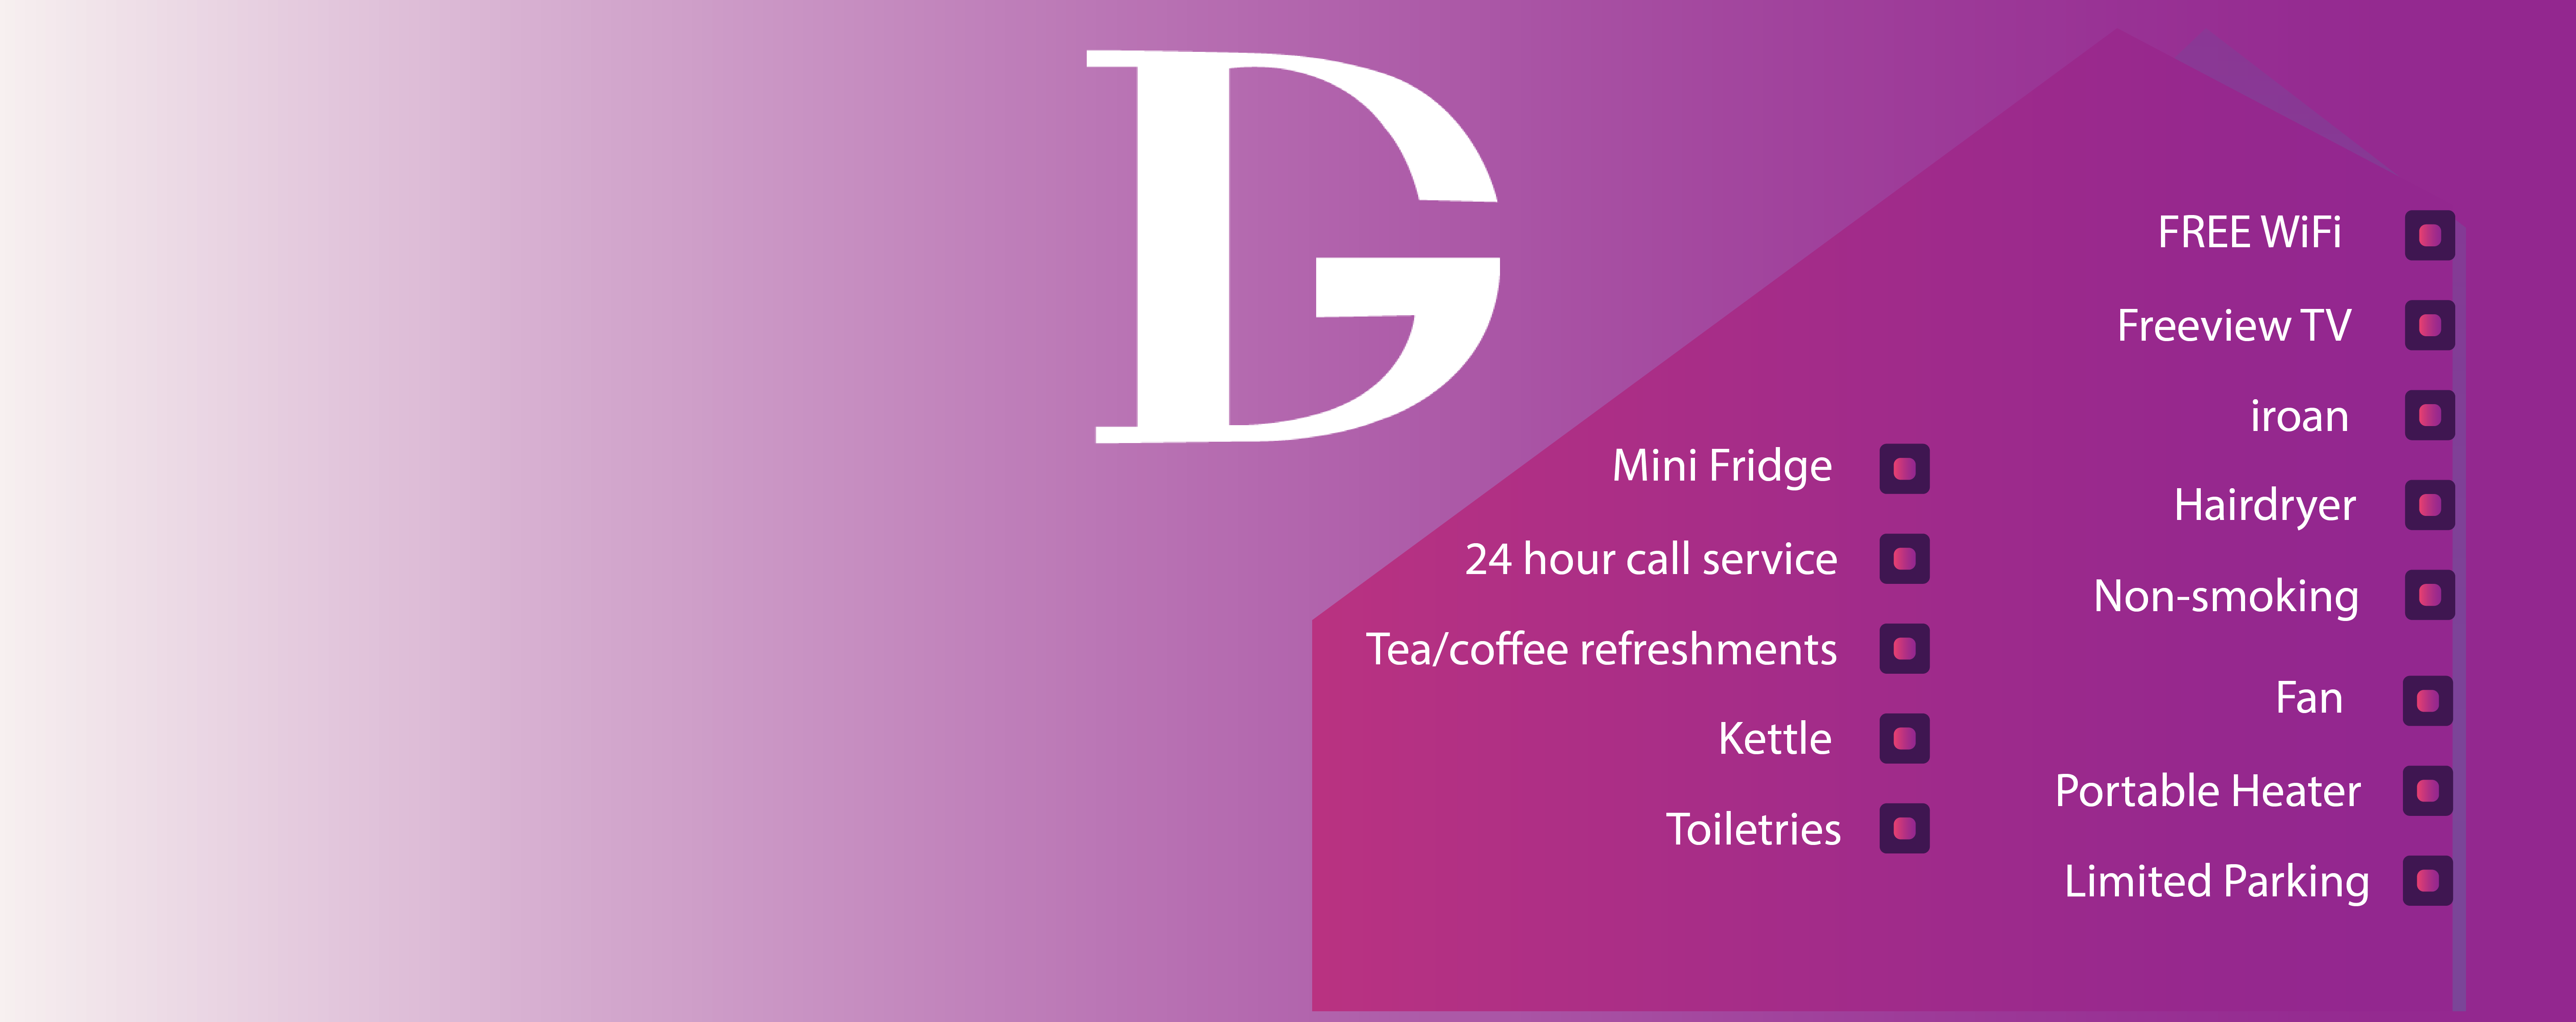 DG
Mini Fridge
24 hour call service
Tea/coffee refreshments
Kettle
Toiletries
FREE WiFi
Freeview TV
iroan
Hairdryer
Non-smoking
Fan
Portable Heater
Limited Parking